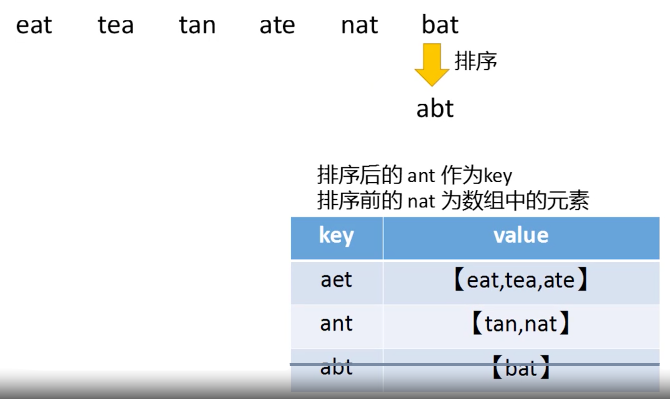 eat tea tan ate nat bat
排序
abt
排序后的 ant 作为key
排序前的 nat 为数组中的元素
key value
aet 【eat,tea,ate】
ant 【tan,nat】
abt 【bat】